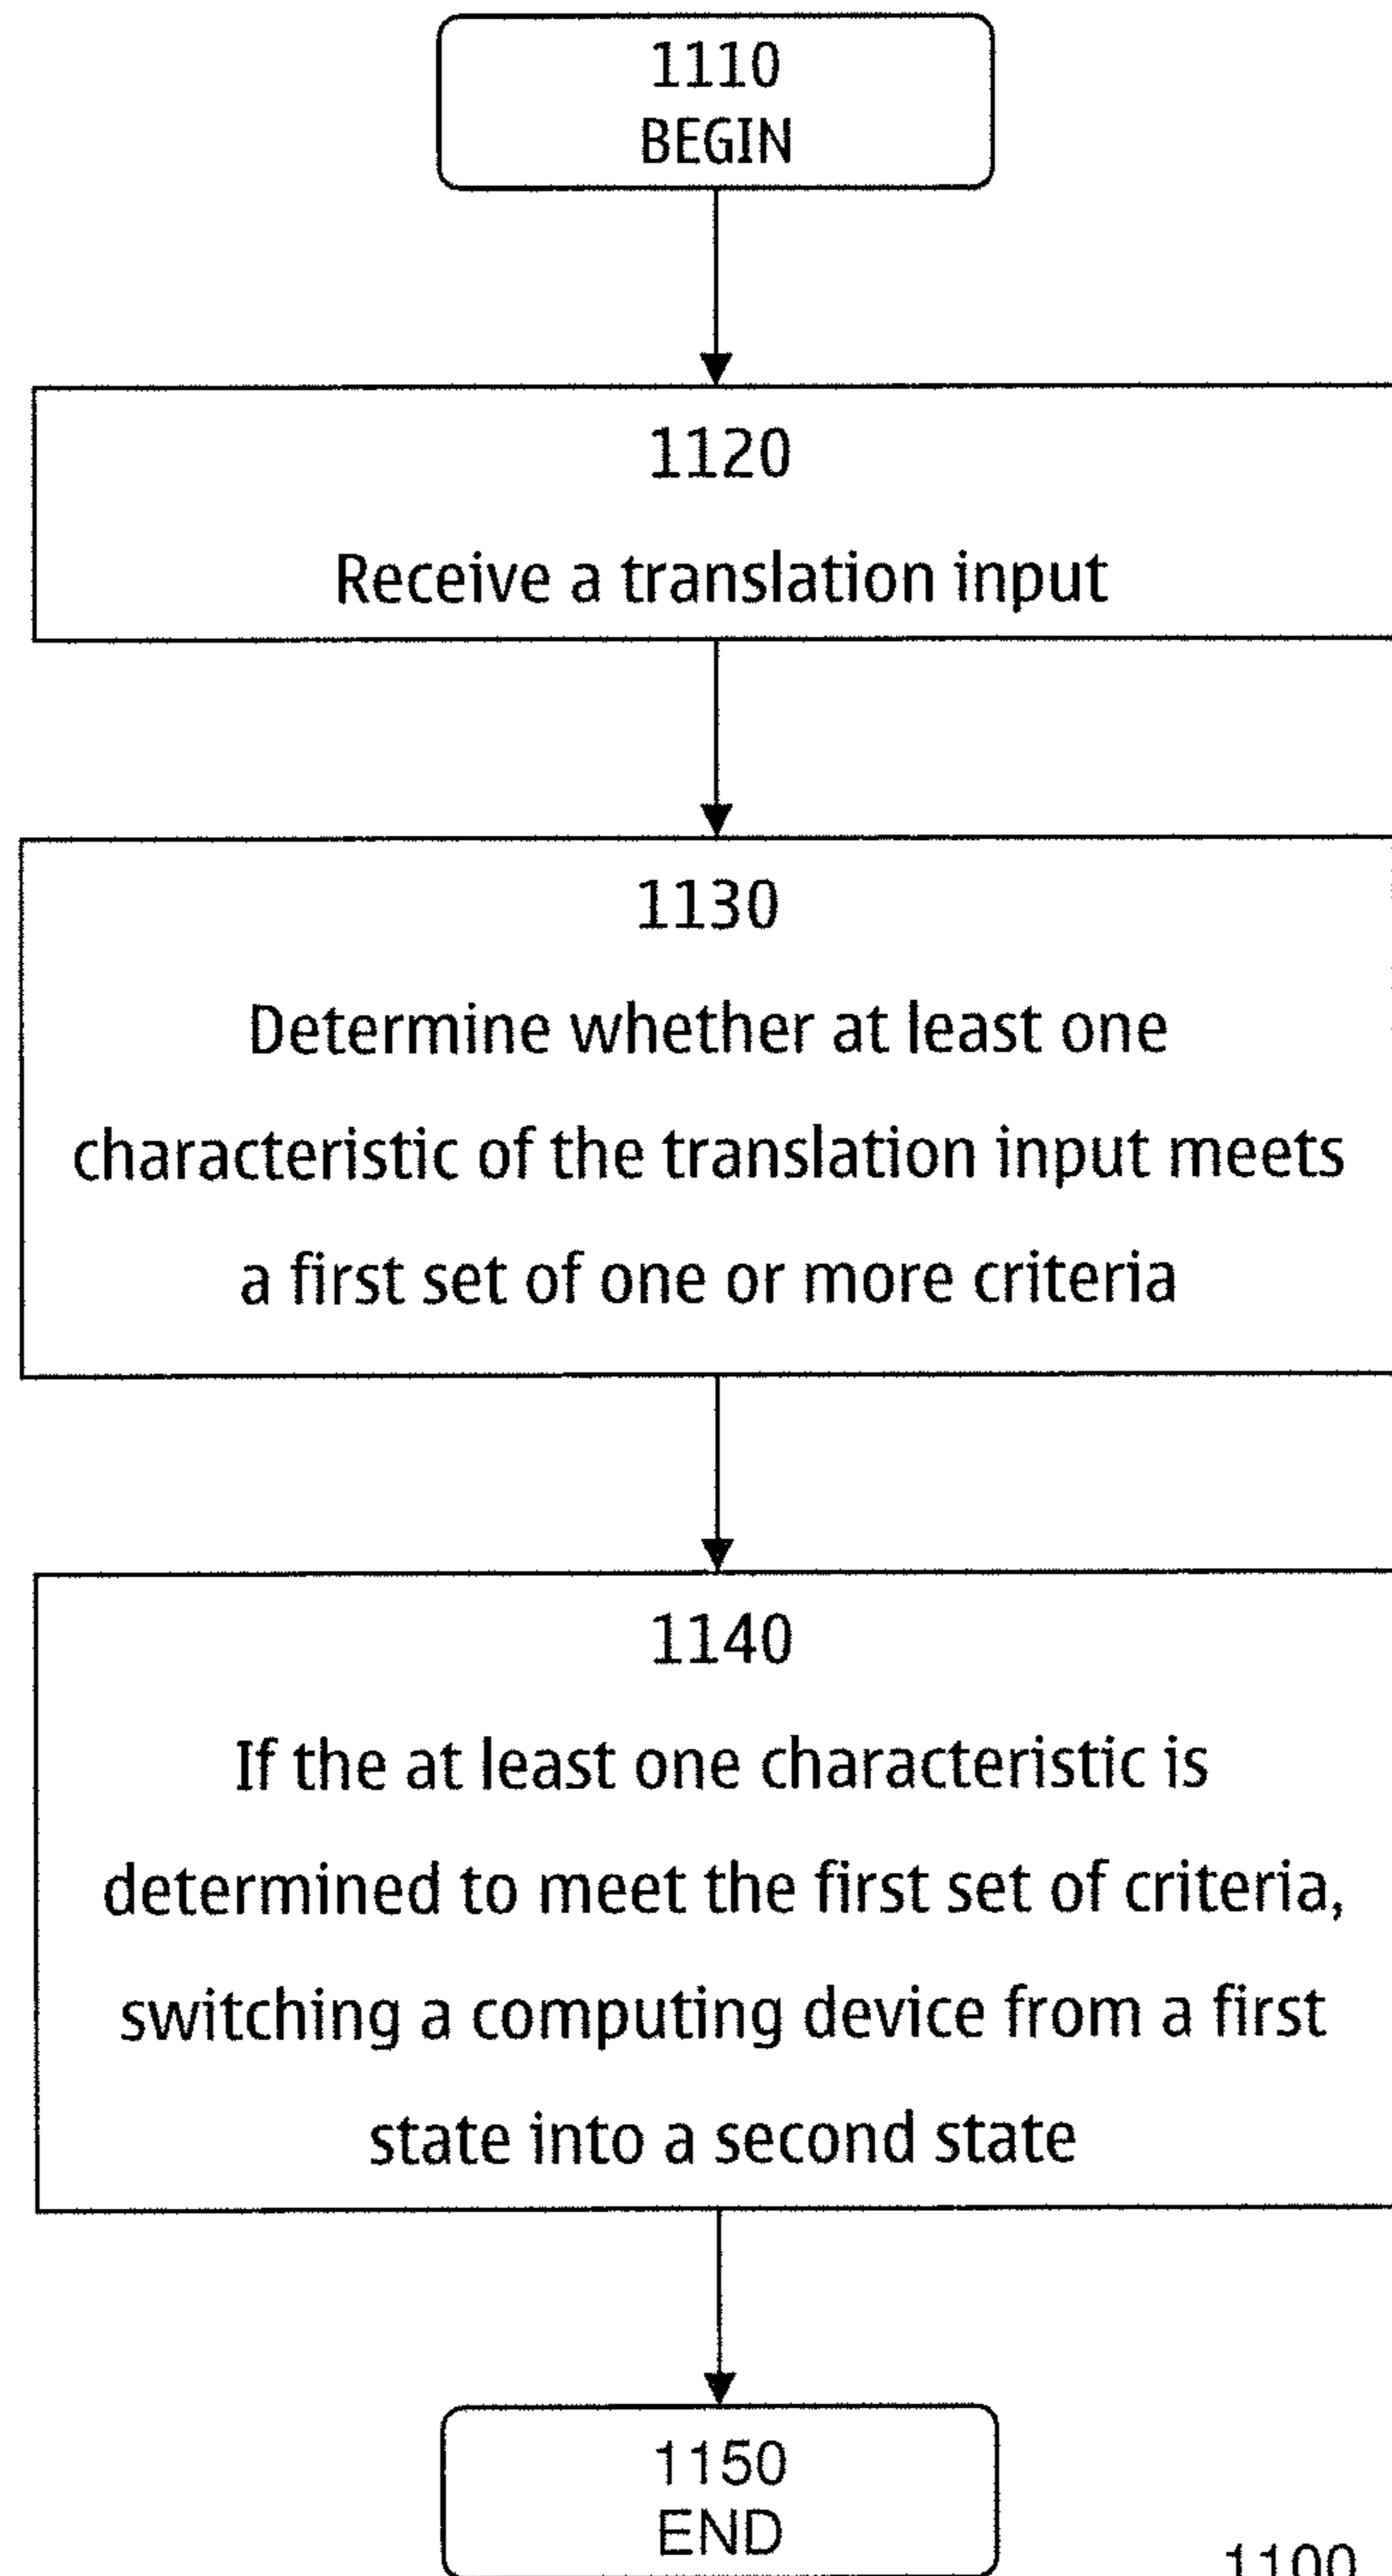 1110
BEGIN
1120
Receive a translation input
1130
Determine whether at least one
characteristic of the translation input meets
a first set of one or more criteria
1140
If the at least one characteristic is
determined to meet the first set of criteria,
switching a computing device from a first
state into a second state
1150
END
1100